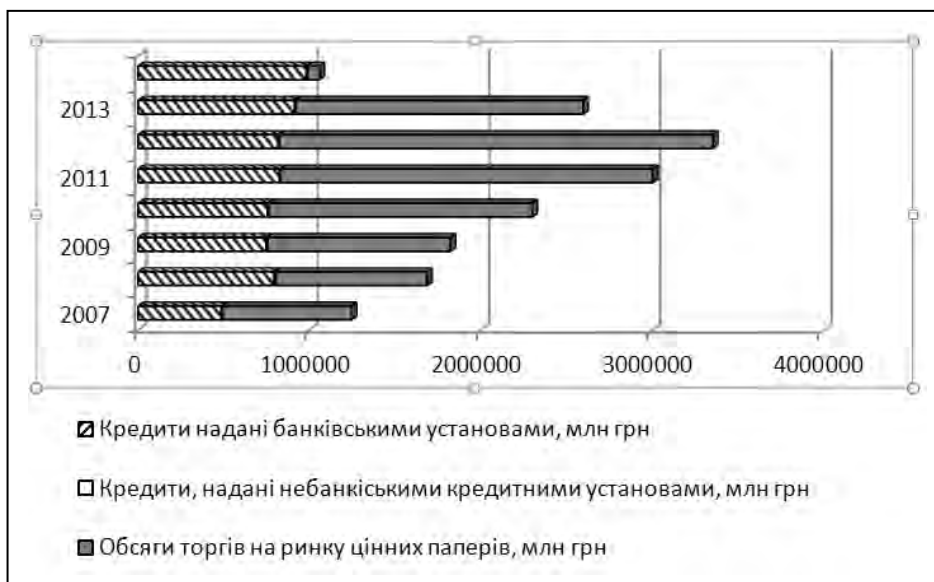 2013
2011
2009
2007
0 1000000 2000000 3000000 4000000
Кредити надані банківськими установами, млн грн
Кредити, надані небанкіськими кредитними установами, млн грн
Обсяги торгів на ринку цінних паперів, млн грн